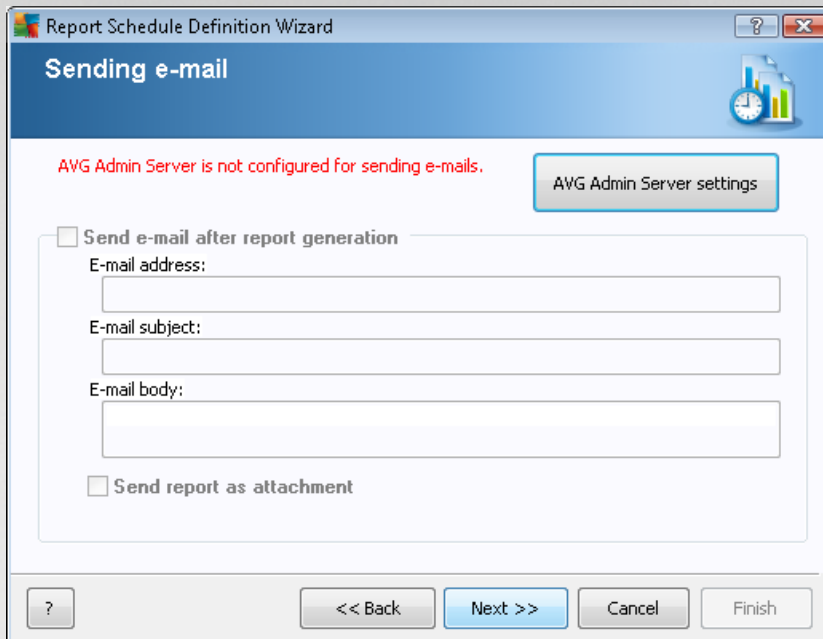 Report Schedule Definition Wizard
?
Sending e-mail
AVG Admin Server is not configured for sending e-mails.
AVG Admin Server settings
Send e-mail after report generation
E-mail address:
E-mail subject:
E-mail body:
Send report as attachment
? << Back Next >> Cancel Finish